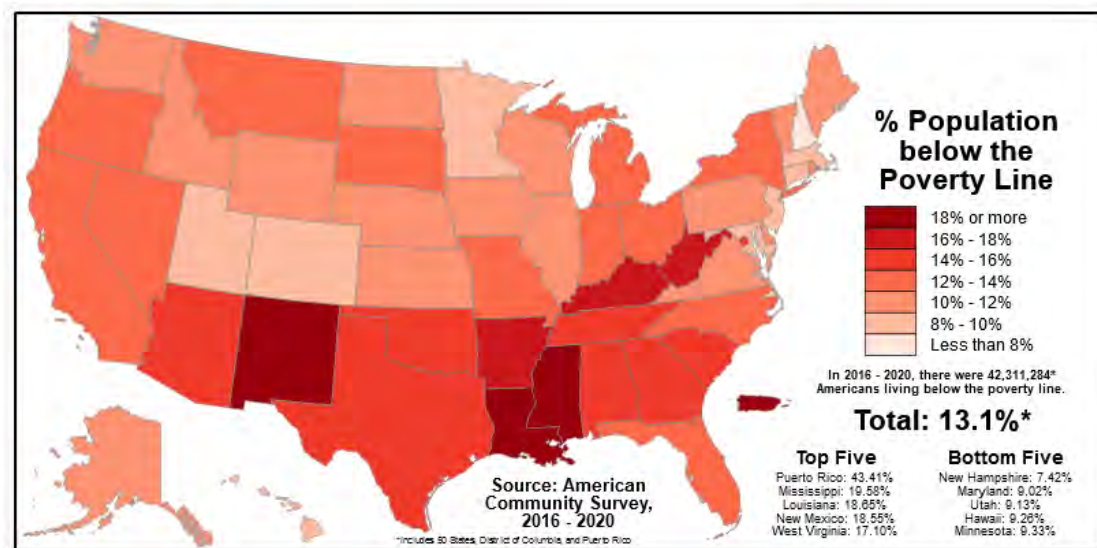 % Population
below the
Poverty Line
18% or more
16% - 18%
14% - 16%
12% - 14%
10% - 12%
8% - 10%
Less than 8%
In 2016 - 2020, there were 42,311,284*
Americans living below the poverty line.
Total: 13.1%*
Top Five
Puerto Rico: 43.41%
Mississippi: 19.58%
Louisiana: 18.65%
New Mexico: 18.55%
West Virginia: 17.10%
Bottom Five
New Hampshire: 7.42%
Maryland: 9.02%
Utah: 9.13%
Hawaii: 9.26%
Minnesota: 9.33%
Source: American
Community Survey,
2016 - 2020
*Includes 50 States, District of Columbia, and Puerto Rico